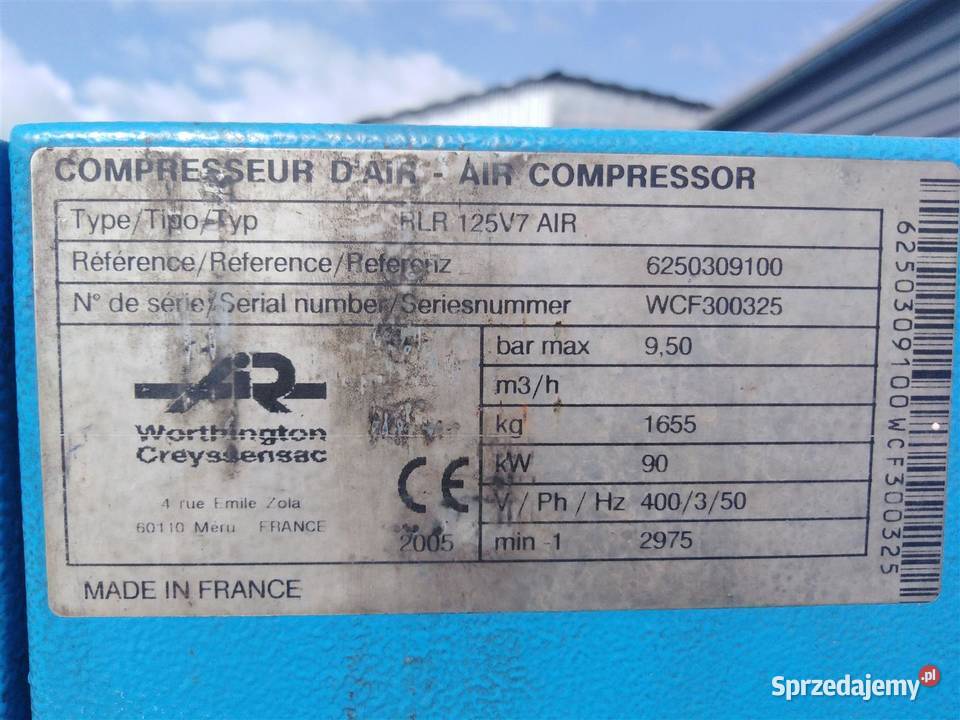 COMPRESSEUR D'AIR - AIR COMPRESSOR
Type/Tipo/Typ RLR 125V7 AIR
Référence/Reference/Referenz 6250309100
N° de série/Serial number/Seriesnummer WCF300325
bar max 9,50
m3/h
kg 1655
kW 90
V / Ph / Hz 400/3/50
min -1 2975
AiR
Worthington
Creyssensac
4 rue Emile Zola
60110 Méru FRANCE
CE
2005
MADE IN FRANCE
6250309100WCF300325
Sprzedajemy.pl